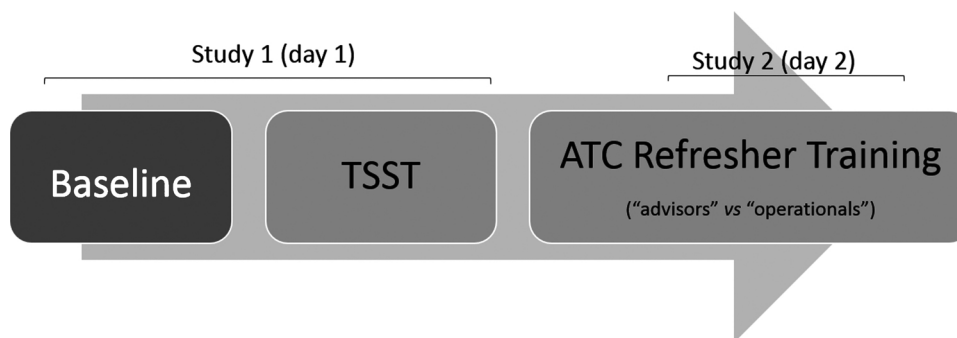 Study 1 (day 1)
Study 2 (day 2)
Baseline
TSST
ATC Refresher Training
(“advisors” vs “operationals”)